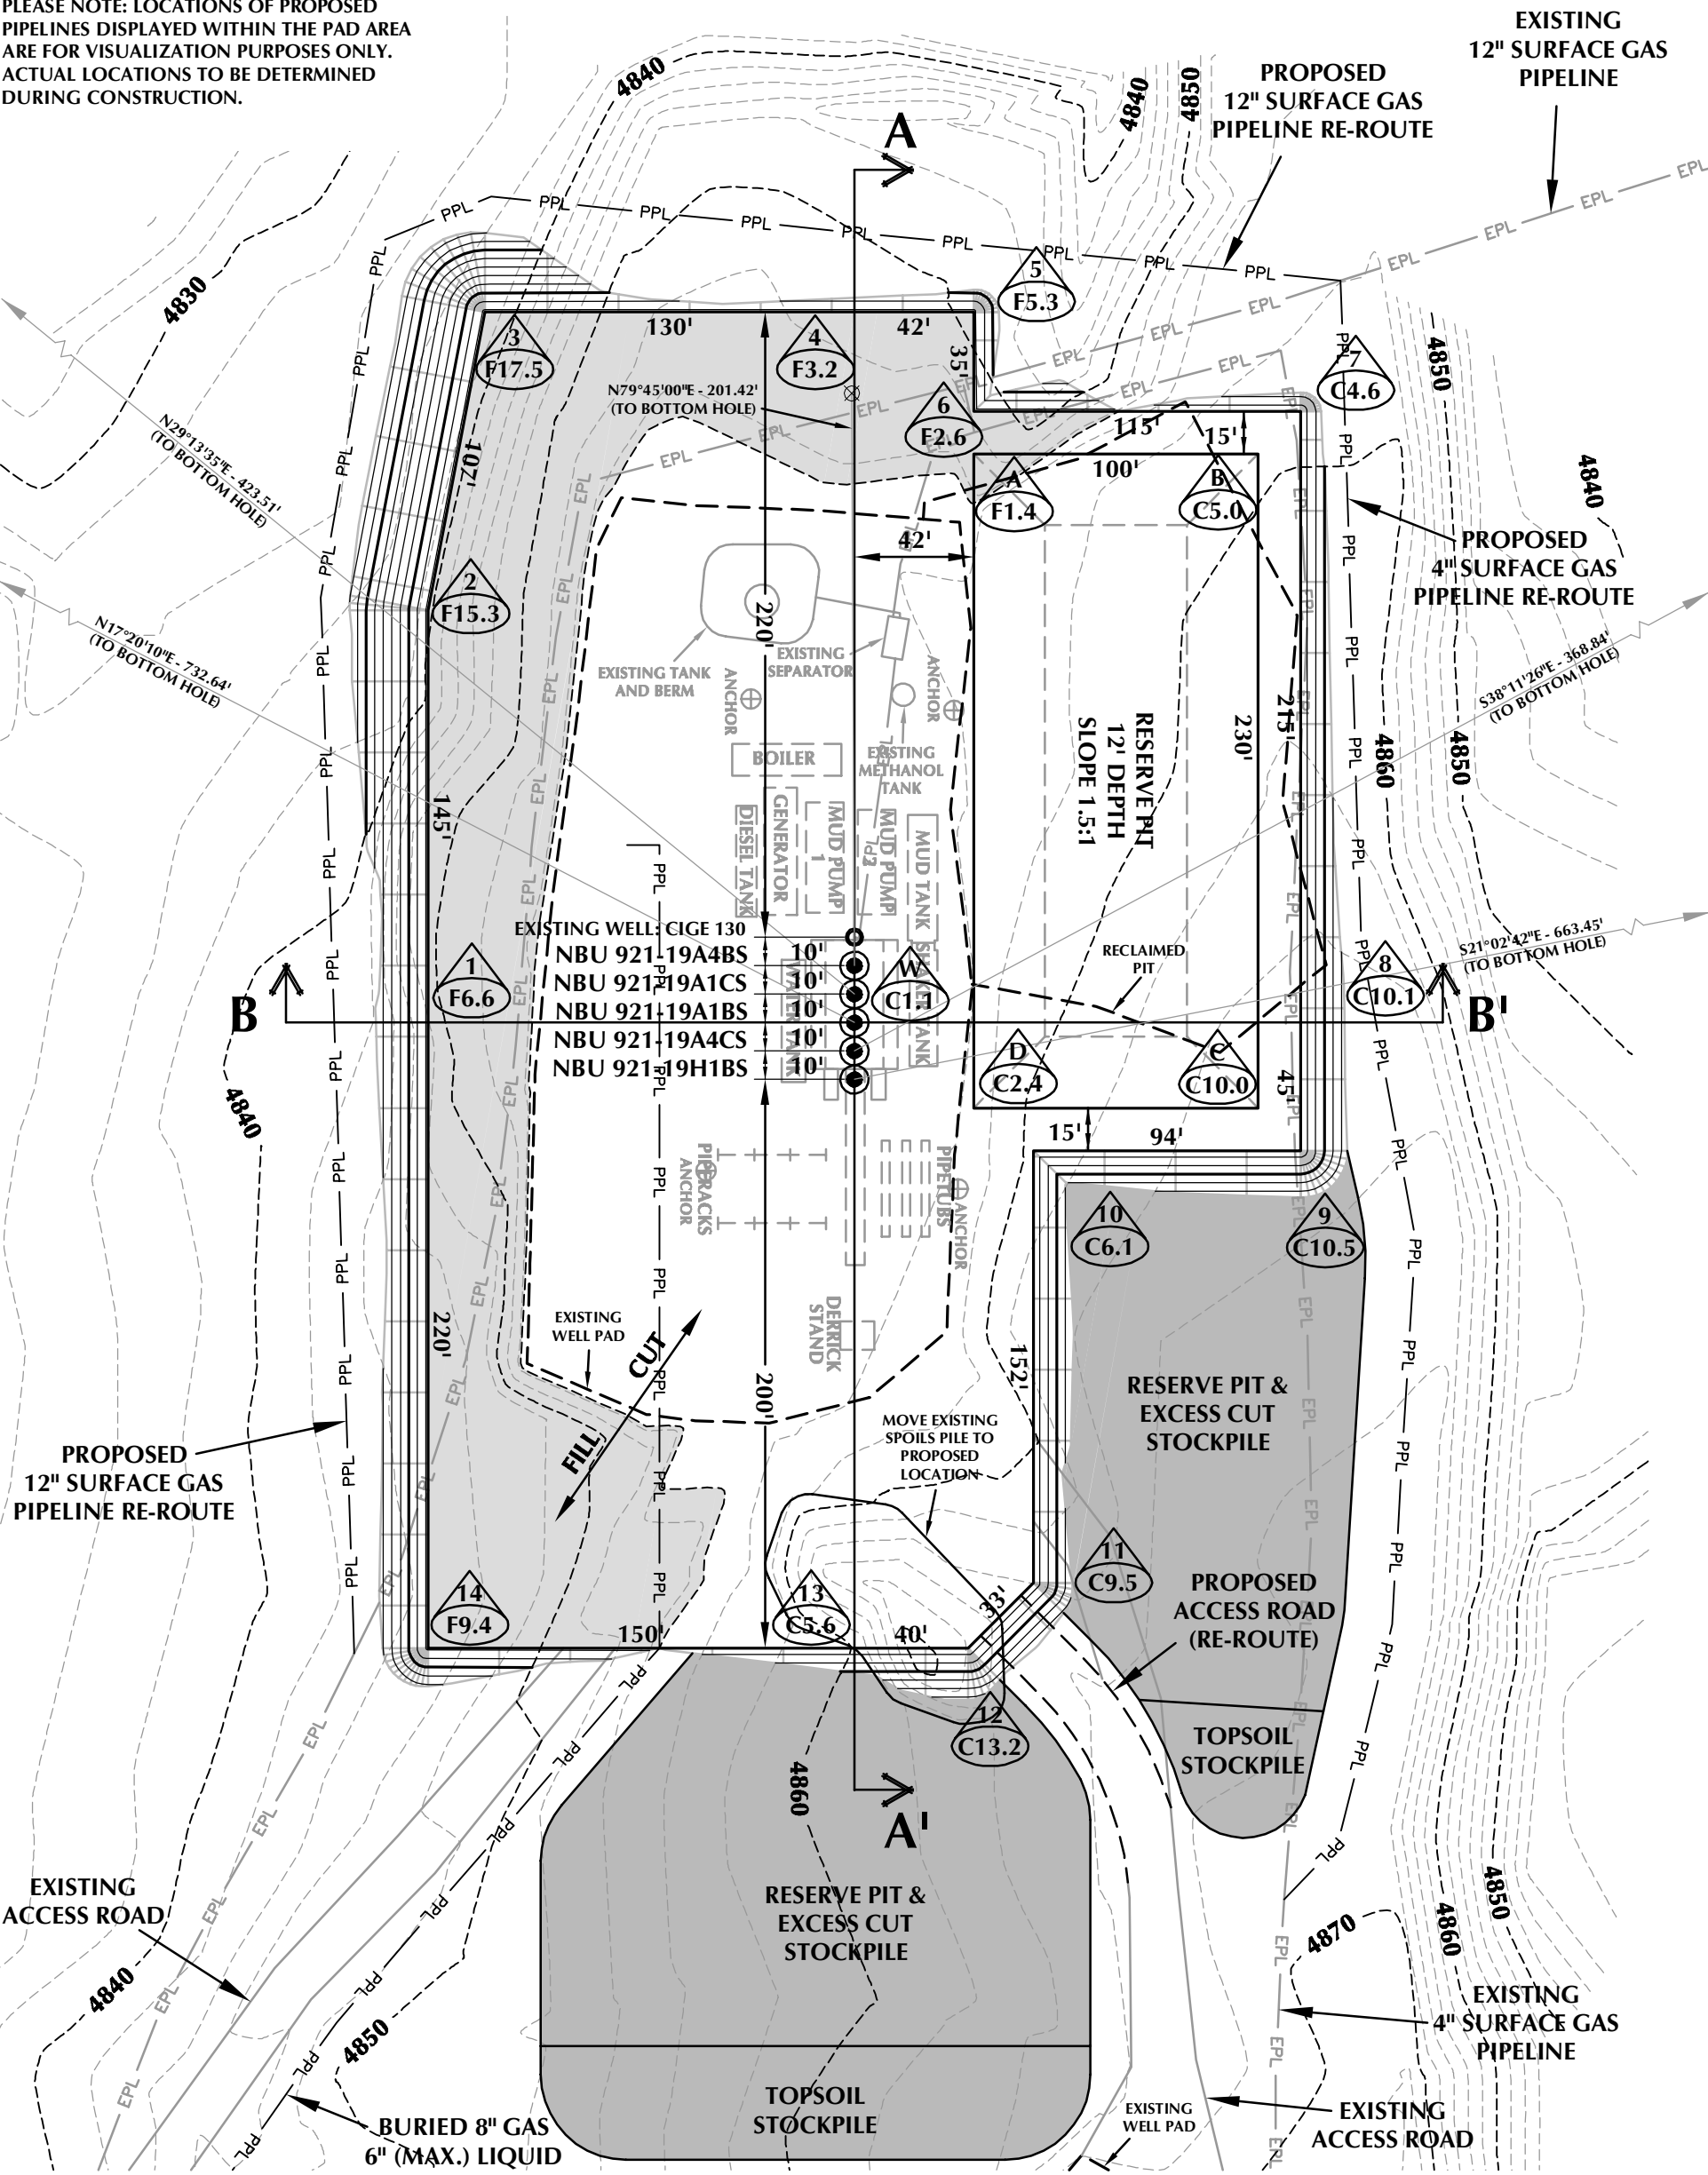 PLEASE NOTE: LOCATIONS OF PROPOSED
PIPELINES DISPLAYED WITHIN THE PAD AREA
ARE FOR VISUALIZATION PURPOSES ONLY.
ACTUAL LOCATIONS TO BE DETERMINED
DURING CONSTRUCTION.
EXISTING
12" SURFACE GAS
PIPELINE
PROPOSED
12" SURFACE GAS
PIPELINE RE-ROUTE
4840
4840
4850
A
4830
PPL
EPL
5
F5.3
3
F17.5
130'
4
F3.2
42'
35'
6
F2.6
7
C4.6
4850
N79°45'00"E - 201.42'
(TO BOTTOM HOLE)
N29°13'35"E - 423.51'
(TO BOTTOM HOLE)
107'
115'
15'
100'
A
F1.4
B
C5.0
4840
PROPOSED
4" SURFACE GAS
PIPELINE RE-ROUTE
42'
2
F15.3
220'
N17°20'10"E - 732.64'
(TO BOTTOM HOLE)
EXISTING TANK
AND BERM
EXISTING
SEPARATOR
ANCHOR
ANCHOR
S38°11'26"E - 368.84'
(TO BOTTOM HOLE)
RESERVE PIT
12' DEPTH
SLOPE 1.5:1
230'
215'
4860
4850
BOILER
EXISTING
METHANOL
TANK
145'
DIESEL TANK
GENERATOR
MUD PUMP
1
MUD PUMP
2
MUD TANK
SHAKER TANK
WATER TANK
EXISTING WELL: CIGE 130
NBU 921-19A4BS
10'
NBU 921-19A1CS
10'
NBU 921-19A1BS
10'
NBU 921-19A4CS
10'
NBU 921-19H1BS
10'
W
C1.1
RECLAIMED
PIT
S21°02'42"E - 663.45'
(TO BOTTOM HOLE)
1
F6.6
8
C10.1
B
B'
D
C2.4
C
C10.0
45'
4840
15'
94'
PIPE RACKS
ANCHOR
PIPETUBS
ANCHOR
10
C6.1
9
C10.5
220'
EXISTING
WELL PAD
DERRICK
STAND
CUT
FILL
200'
152'
RESERVE PIT &
EXCESS CUT
STOCKPILE
MOVE EXISTING
SPOILS PILE TO
PROPOSED
LOCATION
PROPOSED
12" SURFACE GAS
PIPELINE RE-ROUTE
11
C9.5
PROPOSED
ACCESS ROAD
(RE-ROUTE)
14
F9.4
150'
13
C5.6
40'
33'
12
C13.2
TOPSOIL
STOCKPILE
4860
A'
EXISTING
ACCESS ROAD
RESERVE PIT &
EXCESS CUT
STOCKPILE
4870
4860
4850
4840
4850
EXISTING
4" SURFACE GAS
PIPELINE
TOPSOIL
STOCKPILE
BURIED 8" GAS
6" (MAX.) LIQUID
EXISTING
WELL PAD
EXISTING
ACCESS ROAD